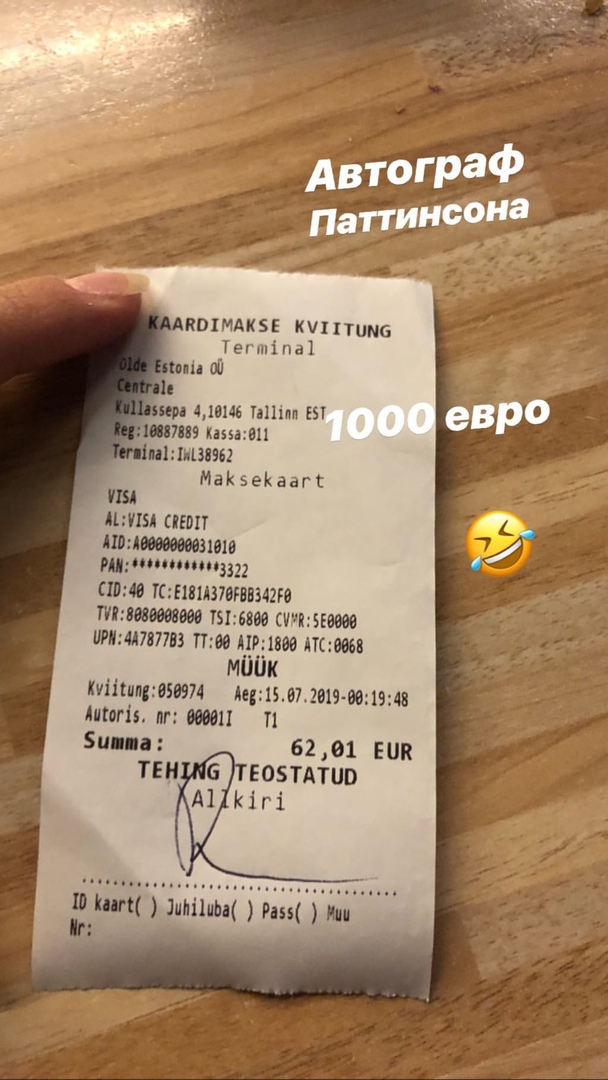 Автограф
Паттинсона
KAARDIMAKSE KVIITUNG
Terminal
Olde Estonia OÜ
Centrale
Kullassepa 4,10146 Tallinn EST
1000 евро
Reg:10887889 Kassa:011
Terminal:IWL38962
Maksekaart
VISA
AL:VISA CREDIT
AID:A0000000031010
PAN:************3322
CID:40 TC:E181A370FBB342F0
TVR:8080008000 TSI:6800 CVMR:5E0000
UPN:4A7877B3 TT:00 AIP:1800 ATC:0068
MÜÜK
Kviitung:050974 Aeg:15.07.2019-00:19:48
Autoris. nr: 00001I T1
Summa: 62,01 EUR
TEHING TEOSTATUD
Allkiri
ID kaart( ) Juhiluba( ) Pass( ) Muu
Nr: